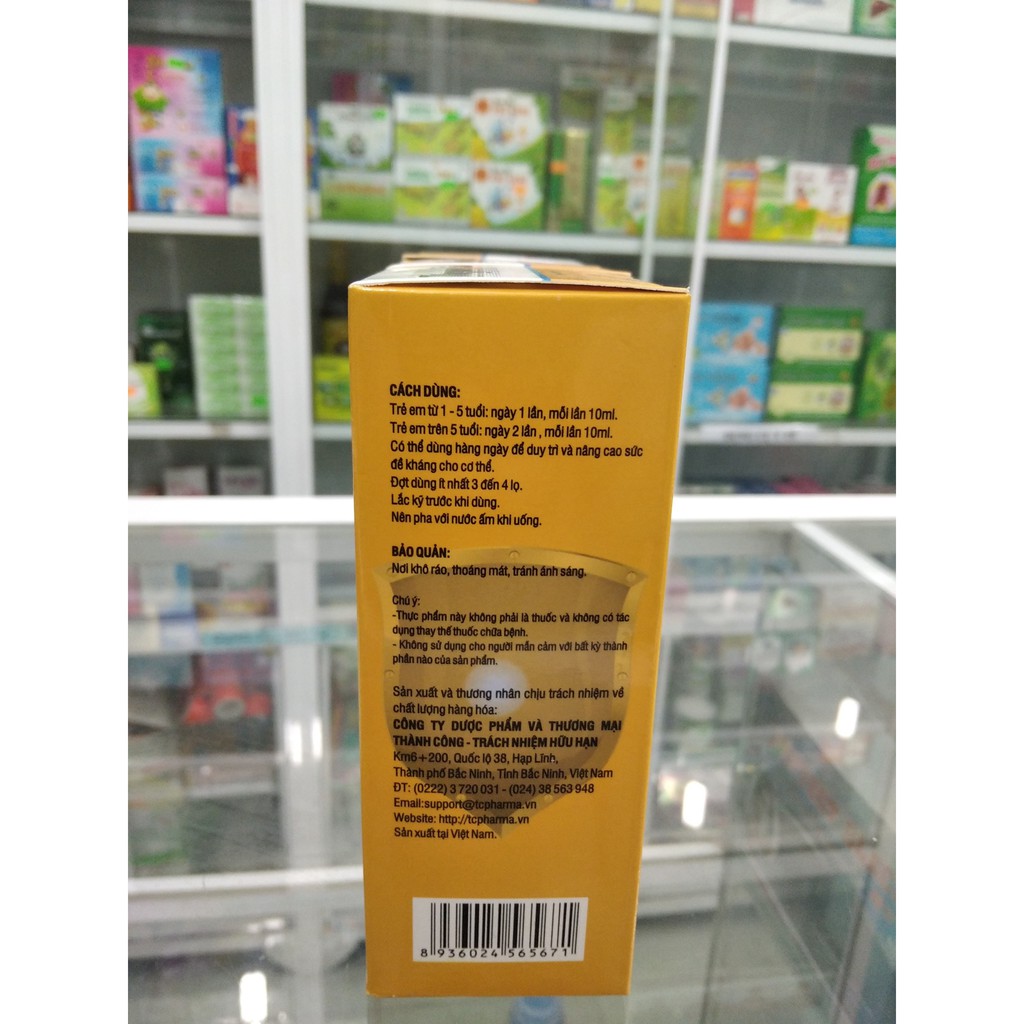 CÁCH DÙNG:
Trẻ em từ 1 - 5 tuổi: ngày 1 lần, mỗi lần 10ml.
Trẻ em trên 5 tuổi: ngày 2 lần , mỗi lần 10ml.
Có thể dùng hàng ngày để duy trì và nâng cao sức
đề kháng cho cơ thể.
Đợt dùng ít nhất 3 đến 4 lọ.
Lắc kỹ trước khi dùng.
Nên pha với nước ấm khi uống.
BẢO QUẢN:
Nơi khô ráo, thoáng mát, tránh ánh sáng.
Chú ý:
-Thực phẩm này không phải là thuốc và không có tác
dụng thay thế thuốc chữa bệnh.
- Không sử dụng cho người mẫn cảm với bất kỳ thành
phần nào của sản phẩm.
Sản xuất và thương nhân chịu trách nhiệm về
chất lượng hàng hóa:
CÔNG TY DƯỢC PHẨM VÀ THƯƠNG MẠI
THÀNH CÔNG - TRÁCH NHIỆM HỮU HẠN
Km6+200, Quốc lộ 38, Hạp Lĩnh,
Thành phố Bắc Ninh, Tỉnh Bắc Ninh, Việt Nam
ĐT: (0222) 3 720 031 - (024) 38 563 948
Email:support@tcpharma.vn
Website: http://tcpharma.vn
Sản xuất tại Việt Nam.
8 936024 565671